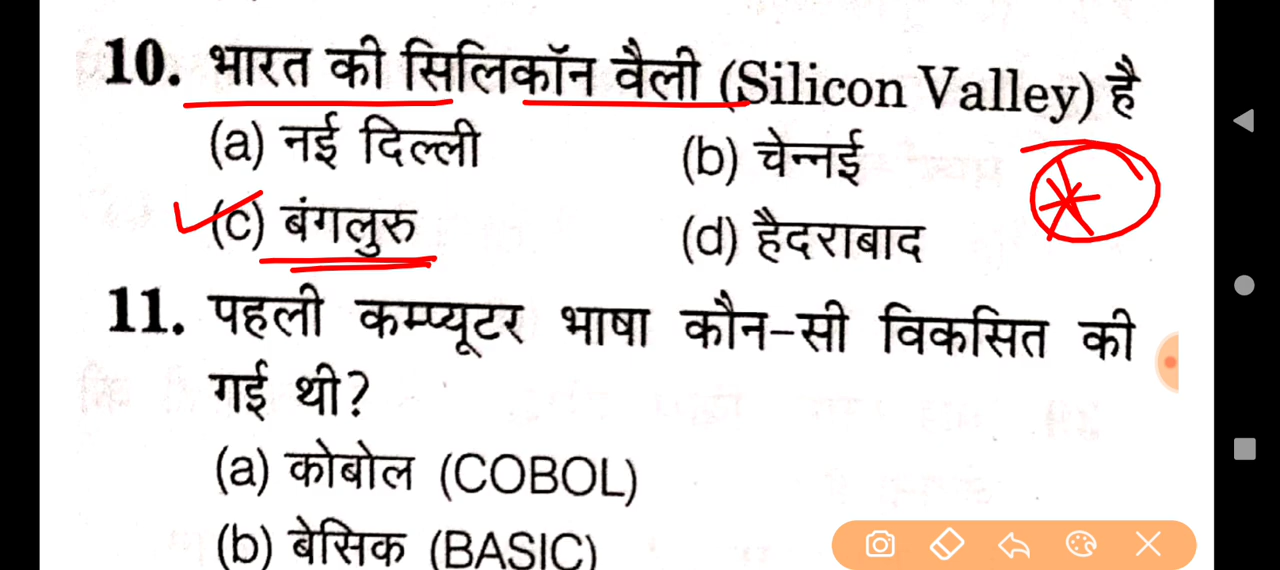 10. भारत की सिलिकॉन वैली (Silicon Valley) है
(a) नई दिल्ली (b) चेन्नई
(c) बंगलुरु (d) हैदराबाद
11. पहली कम्प्यूटर भाषा कौन-सी विकसित की
गई थी?
(a) कोबोल (COBOL)
(b) बेसिक (BASIC)